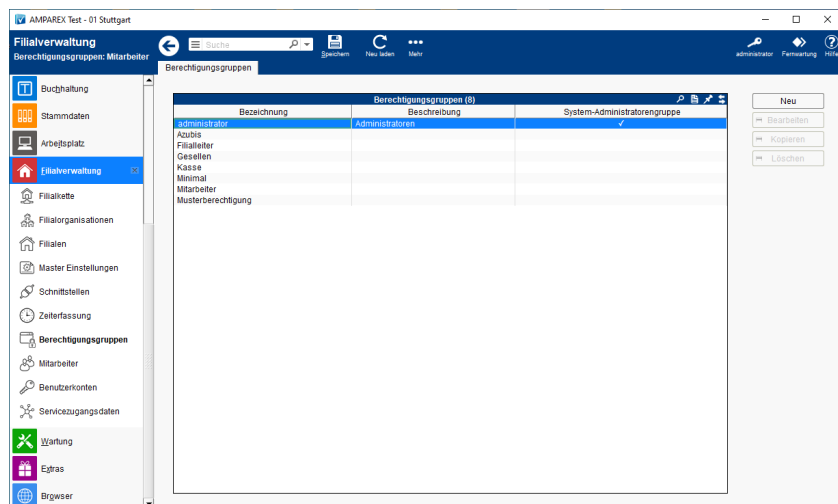 AMPAREX Test - 01 Stuttgart
Filialverwaltung
Berechtigungsgruppen: Mitarbeiter
Suche
Speichern
Neu laden
Mehr
administrator
Fernwartung
Hilfe
Berechtigungsgruppen
Buchhaltung
Stammdaten
Arbeitsplatz
Filialverwaltung
Filialkette
Filialorganisationen
Filialen
Master Einstellungen
Schnittstellen
Zeiterfassung
Berechtigungsgruppen
Mitarbeiter
Benutzerkonten
Servicezugangsdaten
Wartung
Extras
Browser
Berechtigungsgruppen (8)
Bezeichnung Beschreibung System-Administratorengruppe
administrator Administratoren ✓
Azubis
Filialleiter
Gesellen
Kasse
Minimal
Mitarbeiter
Musterberechtigung
Neu
Bearbeiten
Kopieren
Löschen